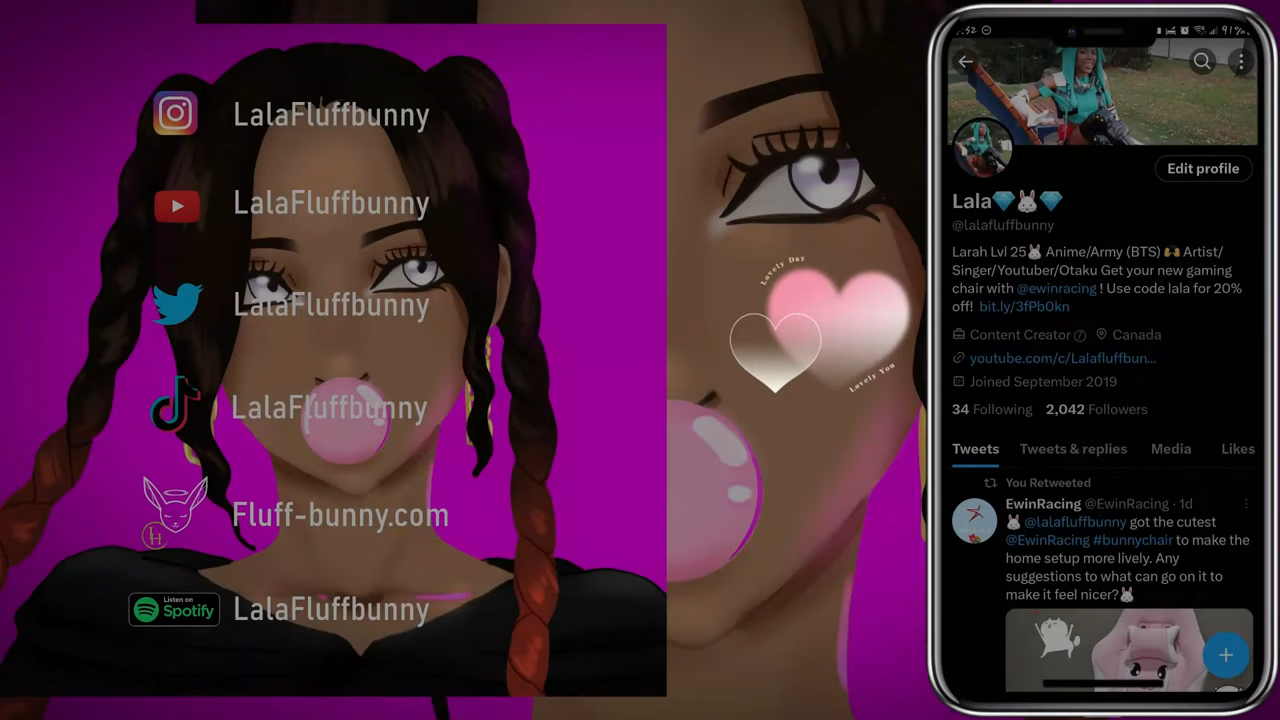 LalaFluffbunny
LalaFluffbunny
LalaFluffbunny
LalaFluffbunny
Fluff-bunny.com
Listen on
Spotify
LalaFluffbunny
Lovely Day
Lovely You
:52
91%
Edit profile
Lala💎🐰💎
@lalafluffbunny
Larah Lvl 25🐰 Anime/Army (BTS) 🙌 Artist/
Singer/Youtuber/Otaku Get your new gaming
chair with @ewinracing ! Use code lala for 20%
off! bit.ly/3fPb0kn
Content Creator Canada
youtube.com/c/Lalafluffbun...
Joined September 2019
34 Following 2,042 Followers
Tweets Tweets & replies Media Likes
You Retweeted
EwinRacing @EwinRacing · 1d
🐰 @lalafluffbunny got the cutest
@EwinRacing #bunnychair to make the
home setup more lively. Any
suggestions to what can go on it to
make it feel nicer?🐰